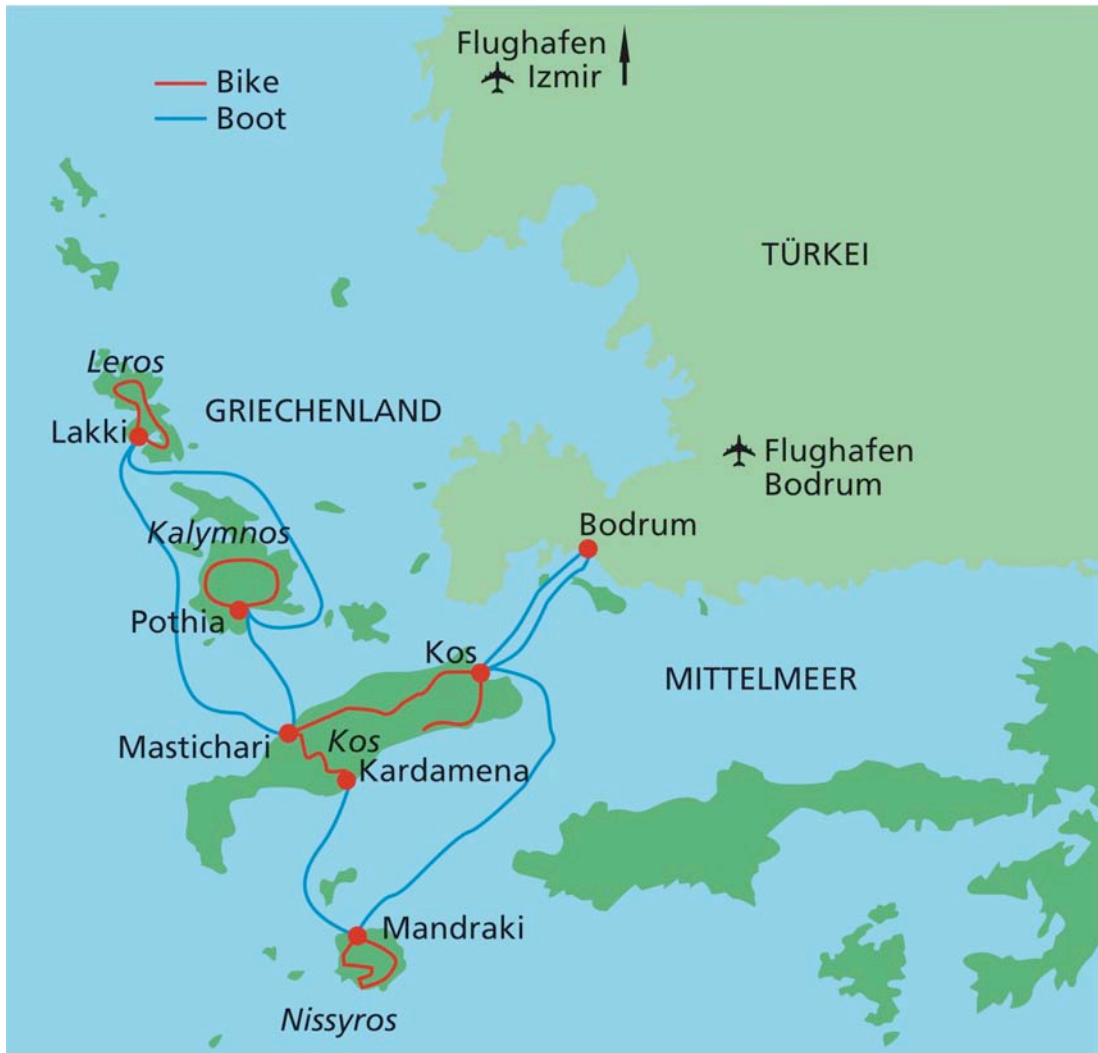 Flughafen
Izmir
Bike
Boot
TÜRKEI
Leros
GRIECHENLAND
Lakki
Flughafen
Bodrum
Kalymnos
Bodrum
Pothia
Kos
MITTELMEER
Mastichari
Kos
Kardamena
Mandraki
Nissyros